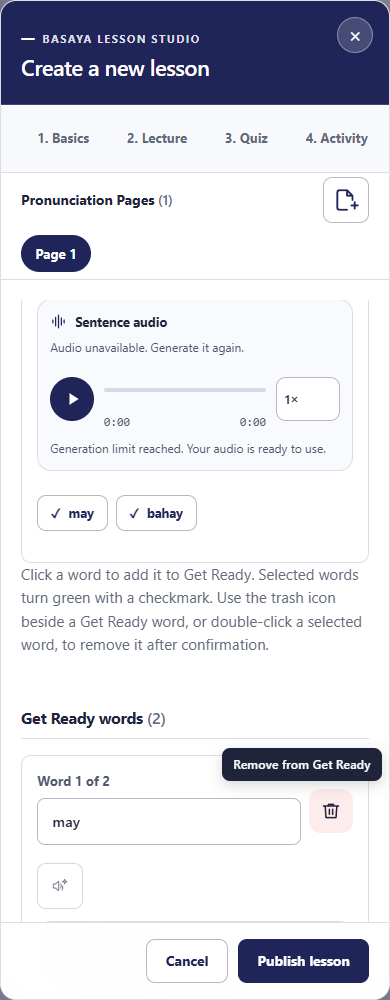 BASAYA LESSON STUDIO
Create a new lesson
1. Basics 2. Lecture 3. Quiz 4. Activity
Pronunciation Pages (1)
Page 1
Sentence audio
Audio unavailable. Generate it again.
1×
0:00 0:00
Generation limit reached. Your audio is ready to use.
✓ may ✓ bahay
Click a word to add it to Get Ready. Selected words
turn green with a checkmark. Use the trash icon
beside a Get Ready word, or double-click a selected
word, to remove it after confirmation.
Get Ready words (2)
Remove from Get Ready
Word 1 of 2
may
Cancel Publish lesson